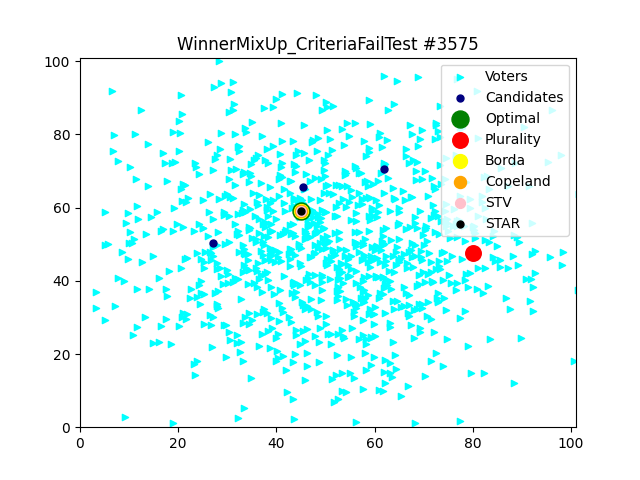 WinnerMixUp_CriteriaFailTest #3575
100
80
60
40
20
0
0
20
40
60
80
100
Voters
Candidates
Optimal
Plurality
Borda
Copeland
STV
STAR